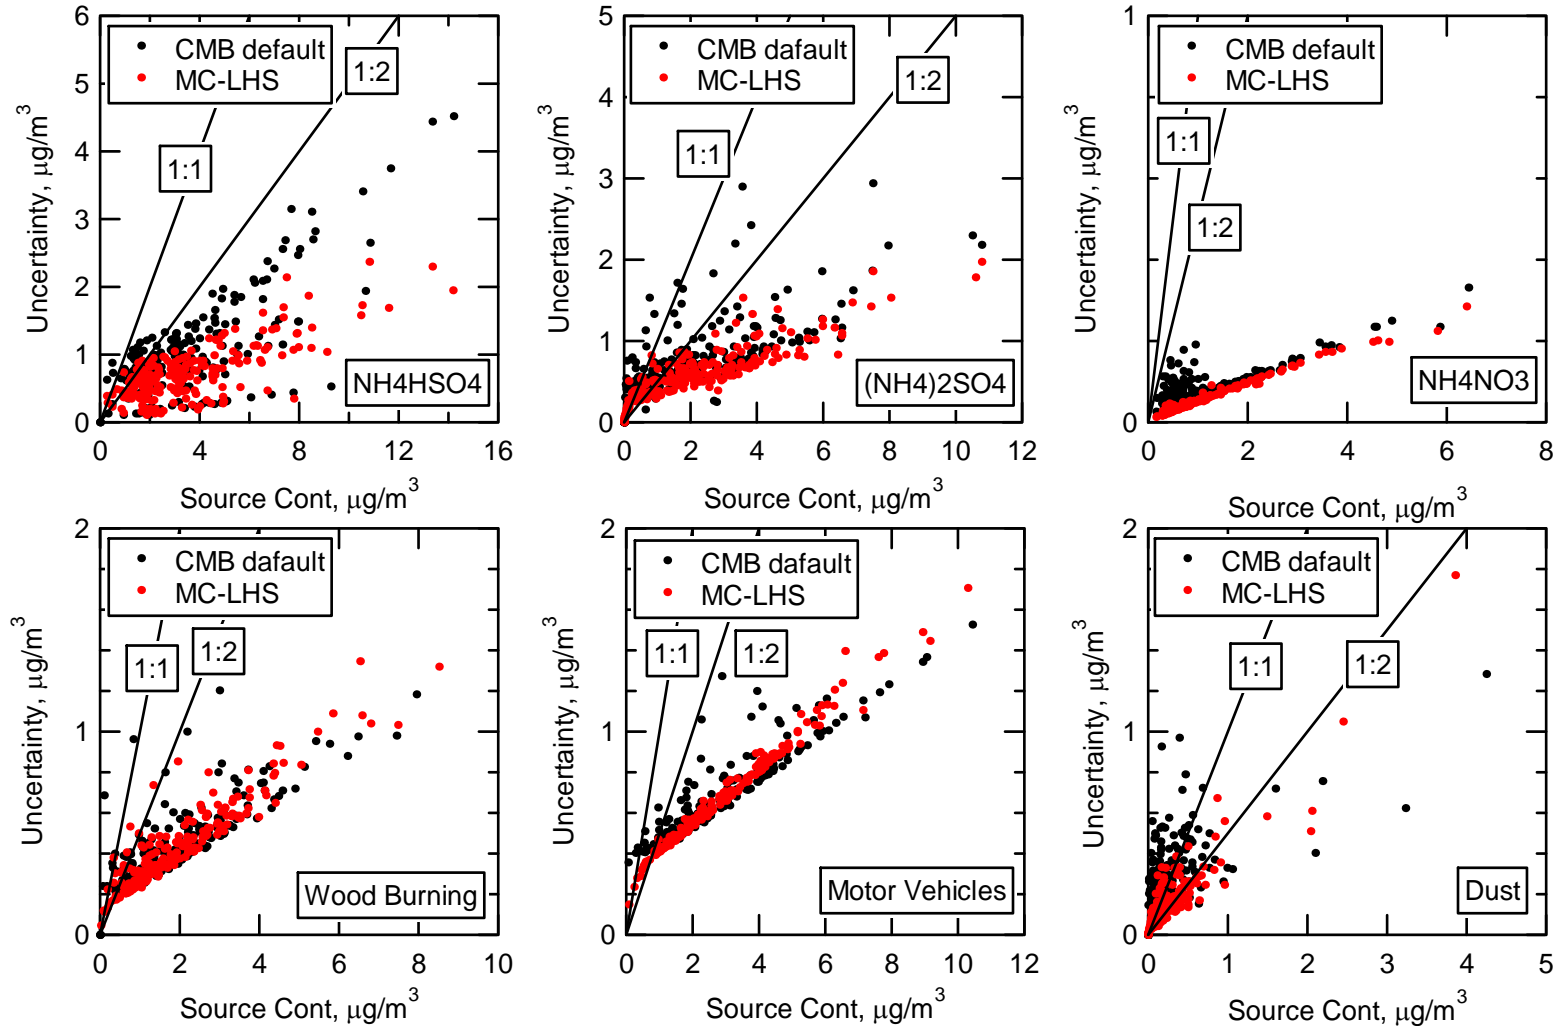 6
5
4
3
2
1
0
Uncertainty, μg/m3
CMB default
MC-LHS
1:1
1:2
NH4HSO4
0 4 8 12 16
Source Cont, μg/m3
5
4
3
2
1
0
Uncertainty, μg/m3
CMB dafault
MC-LHS
1:1
1:2
(NH4)2SO4
0 2 4 6 8 10 12
Source Cont, μg/m3
1
0
Uncertainty, μg/m3
CMB default
MC-LHS
1:1
1:2
NH4NO3
0 2 4 6 8
Source Cont, μg/m3
2
1
0
Uncertainty, μg/m3
CMB dafault
MC-LHS
1:1
1:2
Wood Burning
0 2 4 6 8 10
Source Cont, μg/m3
2
1
0
Uncertainty, μg/m3
CMB dafault
MC-LHS
1:1
1:2
Motor Vehicles
0 2 4 6 8 10 12
Source Cont, μg/m3
2
1
0
Uncertainty, μg/m3
CMB dafault
MC-LHS
1:1
1:2
Dust
0 1 2 3 4 5
Source Cont, μg/m3